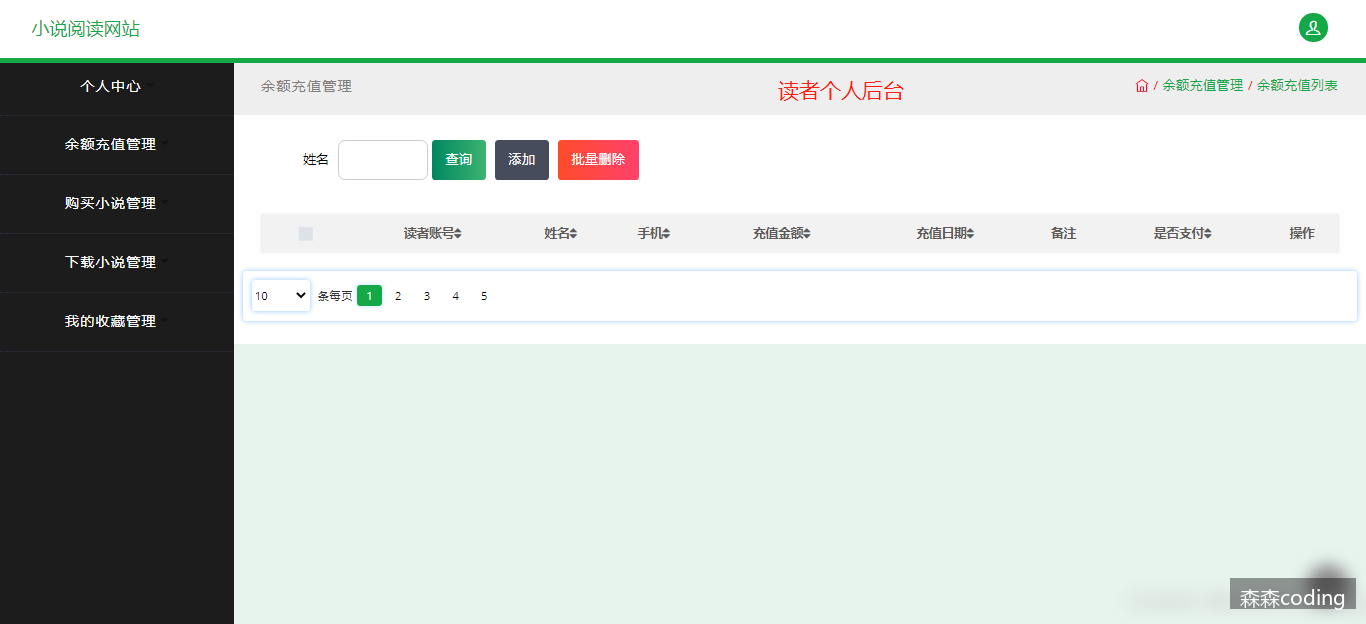 小说阅读网站
个人中心
余额充值管理
购买小说管理
下载小说管理
我的收藏管理
余额充值管理
读者个人后台
/ 余额充值管理 / 余额充值列表
姓名 查询 添加 批量删除
读者账号 姓名 手机 充值金额 充值日期 备注 是否支付 操作
10 条每页 1 2 3 4 5
森森coding